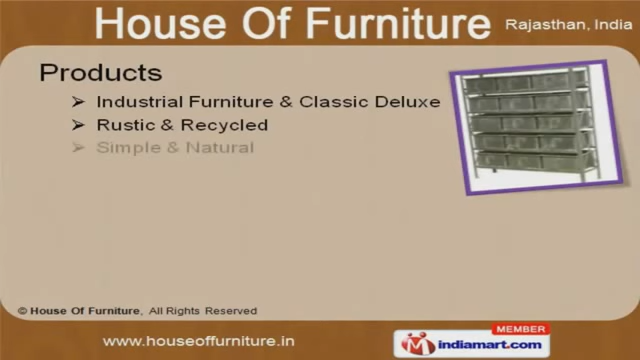 House Of Furniture Rajasthan, India
Products
➢ Industrial Furniture & Classic Deluxe
➢ Rustic & Recycled
➢ Simple & Natural
© House Of Furniture, All Rights Reserved
www.houseoffurniture.in
MEMBER
indiamart.com